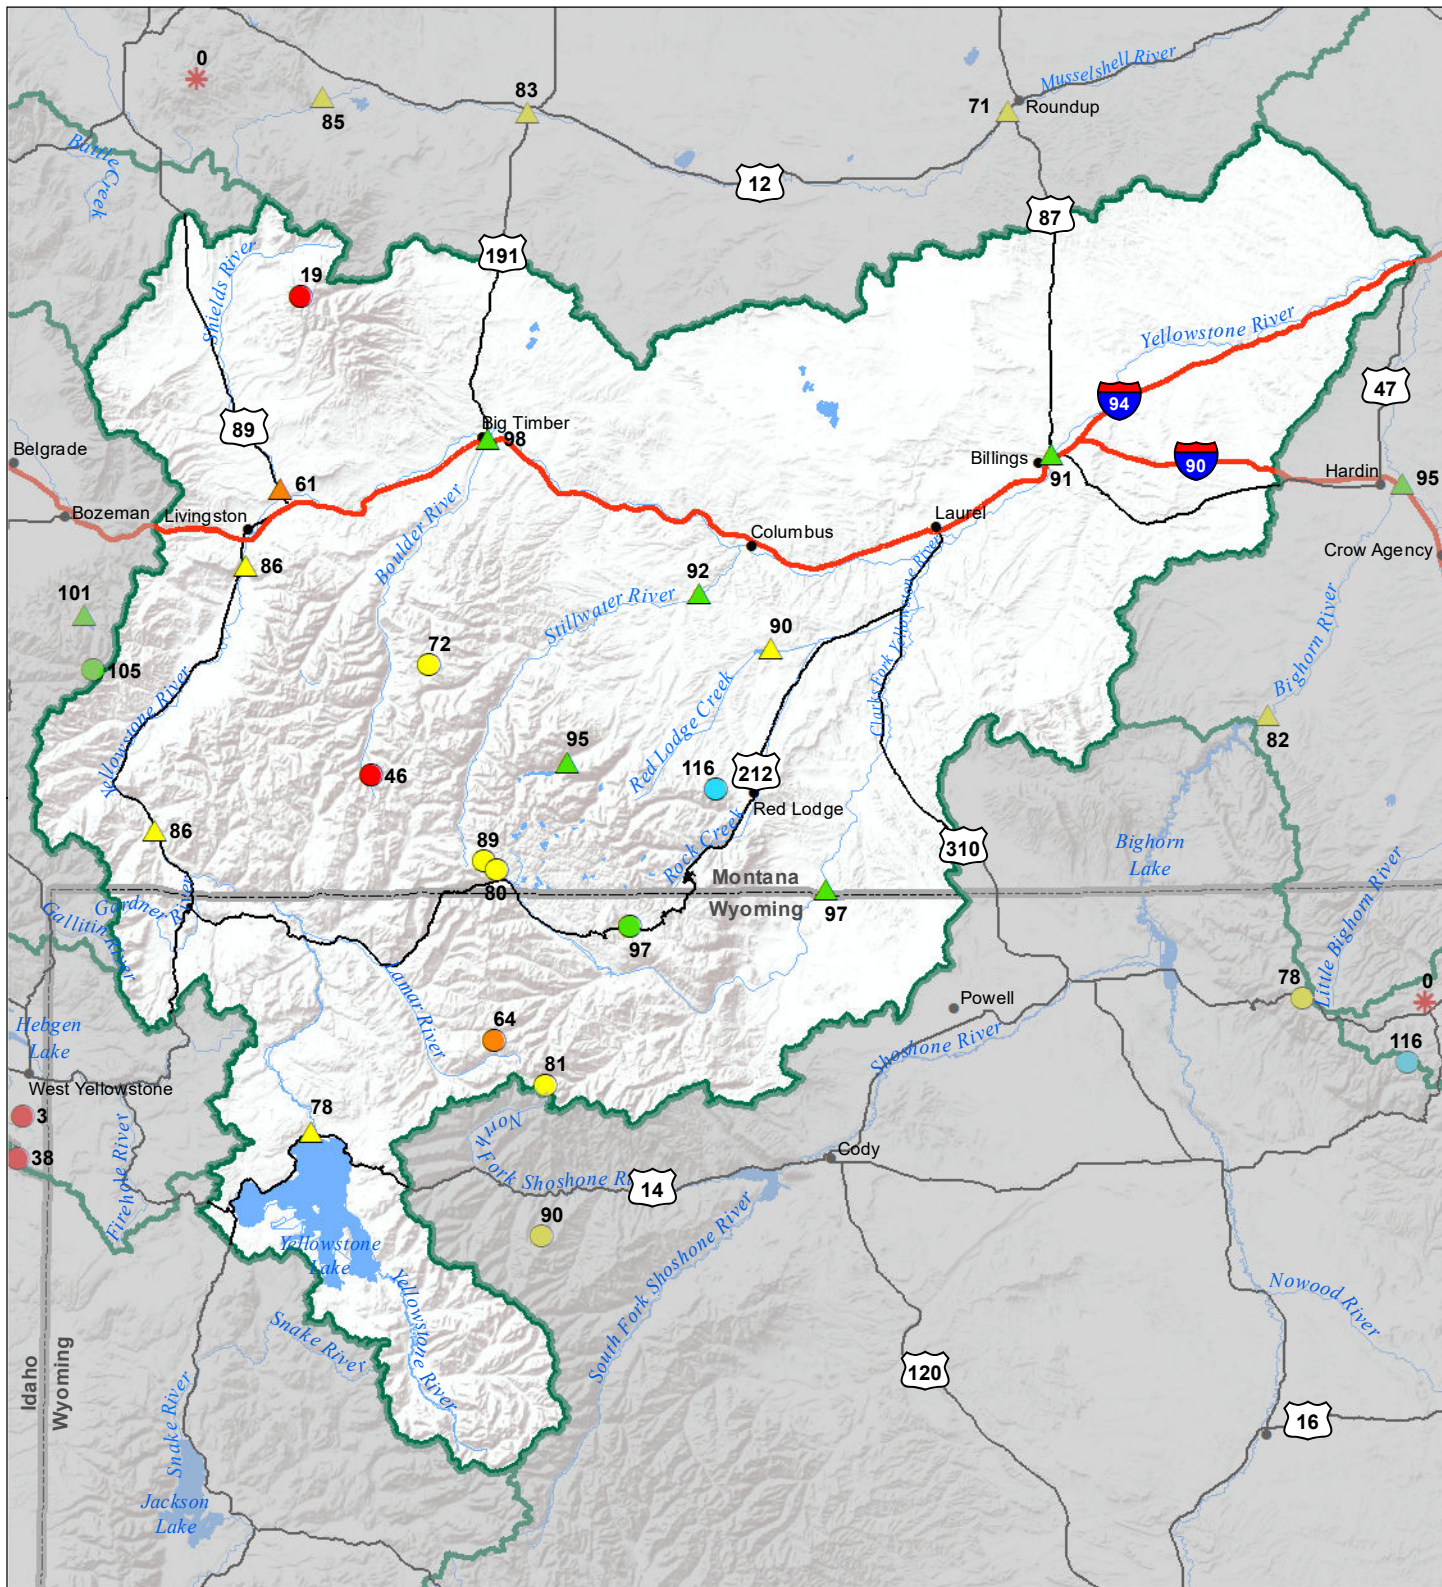 0
85
83
71
Roundup
Musselshell River
Battle Creek
12
87
191
Shields River
19
Yellowstone River
94
47
89
Big Timber
98
Belgrade
Billings
91
90
Hardin
95
61
Bozeman
Livingston
Laurel
Columbus
Crow Agency
Boulder River
86
92
Stillwater River
101
105
72
90
Clarks Fork Yellowstone River
Bighorn River
Yellowstone River
Red Lodge Creek
82
95
46
116
212
Red Lodge
86
89
80
Rock Creek
310
Bighorn
Lake
Montana
Wyoming
97
Gardner River
Gallitin River
97
Little Bighorn River
Lamar River
78
0
Powell
Hebgen
Lake
64
Shoshone River
116
81
West Yellowstone
3
78
38
Firehole River
North Fork Shoshone Ri
14
Cody
90
South Fork Shoshone River
Yellowstone
Lake
Yellowstone River
Snake River
Nowood River
Idaho
Wyoming
120
16
Snake River
Jackson
Lake